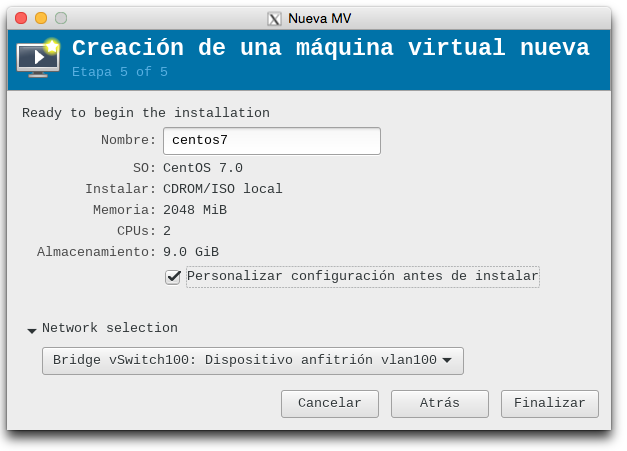 Nueva MV
Creación de una máquina virtual nueva
Etapa 5 of 5
Ready to begin the installation
Nombre: centos7
SO: CentOS 7.0
Instalar: CDROM/ISO local
Memoria: 2048 MiB
CPUs: 2
Almacenamiento: 9.0 GiB
Personalizar configuración antes de instalar
Network selection
Bridge vSwitch100: Dispositivo anfitrión vlan100
Cancelar Atrás Finalizar